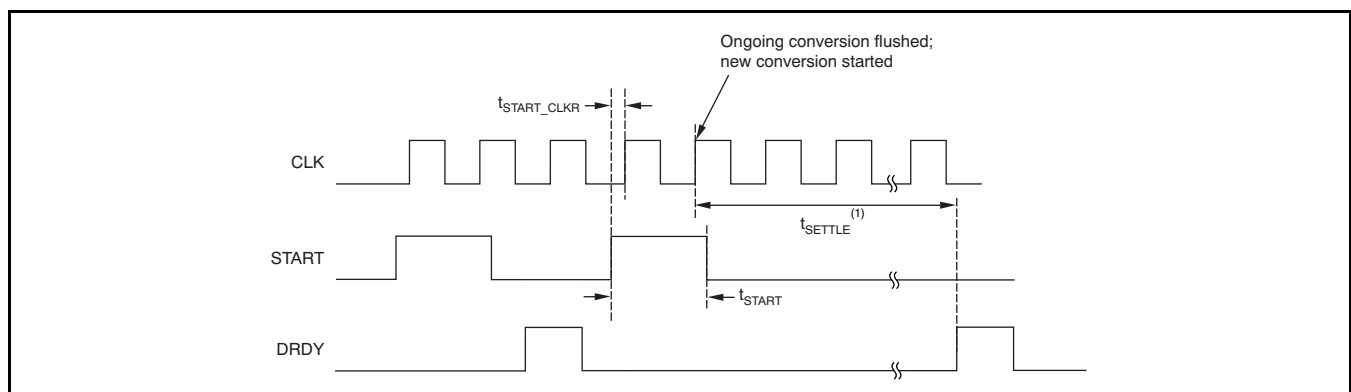 Ongoing conversion flushed;
new conversion started
tSTART_CLKR
CLK
tSETTLE(1)
START
tSTART
DRDY